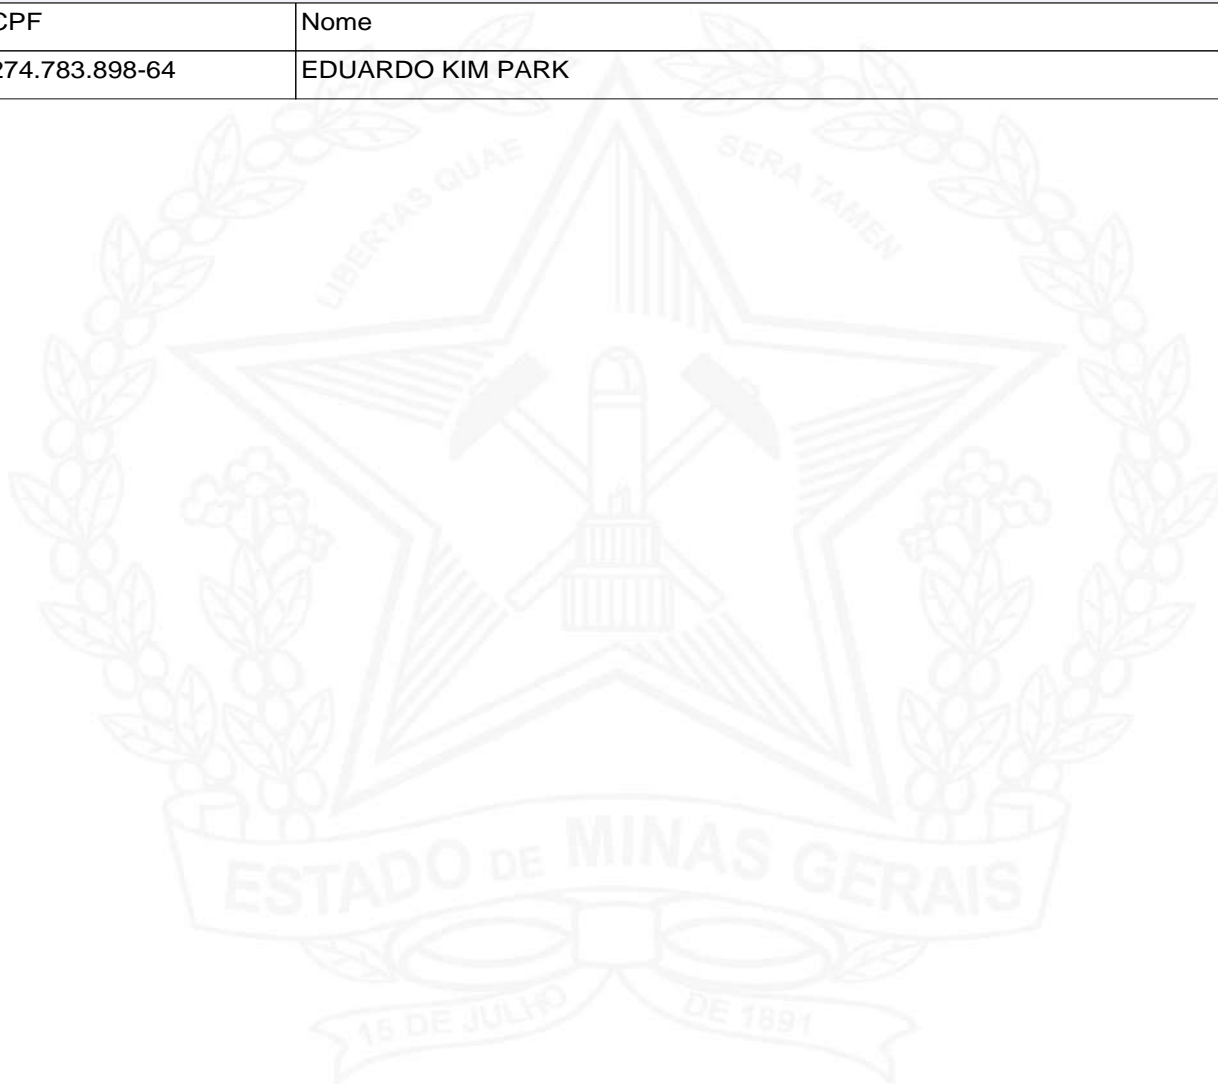 CPF Nome
274.783.898-64 EDUARDO KIM PARK
LIBERTAS QUAE SERA TAMEN
ESTADO DE MINAS GERAIS
15 DE JULHO DE 1891